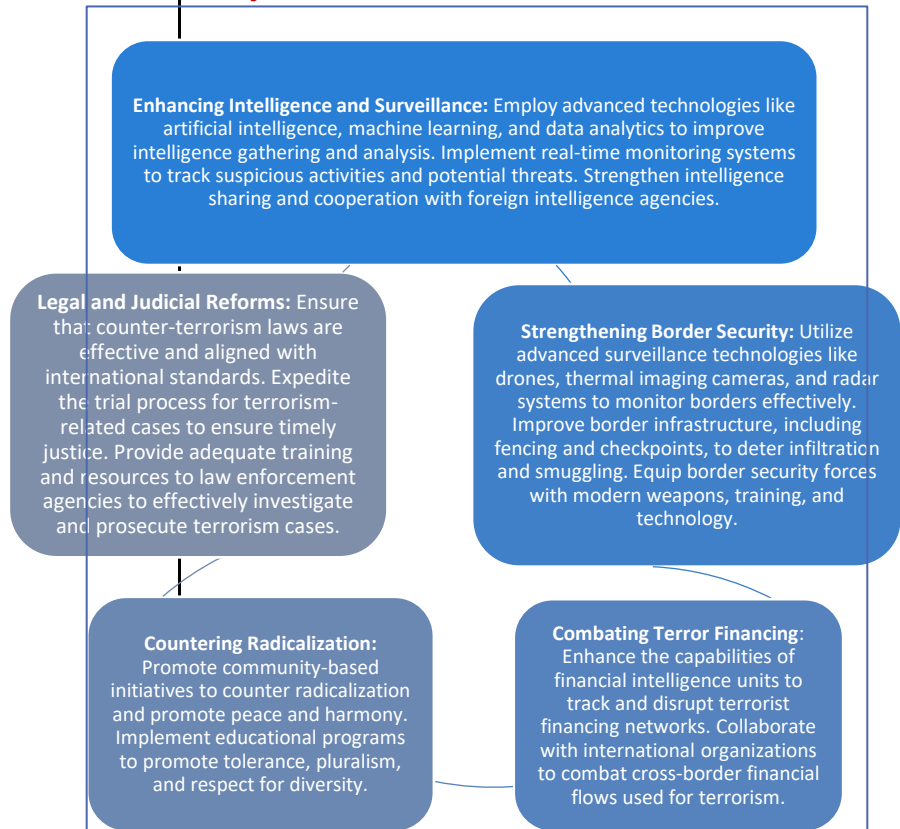 Enhancing Intelligence and Surveillance: Employ advanced technologies like
artificial intelligence, machine learning, and data analytics to improve
intelligence gathering and analysis. Implement real-time monitoring systems
to track suspicious activities and potential threats. Strengthen intelligence
sharing and cooperation with foreign intelligence agencies.
Legal and Judicial Reforms: Ensure
that counter-terrorism laws are
effective and aligned with
international standards. Expedite
the trial process for terrorism-
related cases to ensure timely
justice. Provide adequate training
and resources to law enforcement
agencies to effectively investigate
and prosecute terrorism cases.
Strengthening Border Security: Utilize
advanced surveillance technologies like
drones, thermal imaging cameras, and radar
systems to monitor borders effectively.
Improve border infrastructure, including
fencing and checkpoints, to deter infiltration
and smuggling. Equip border security forces
with modern weapons, training, and
technology.
Countering Radicalization:
Promote community-based
initiatives to counter radicalization
and promote peace and harmony.
Implement educational programs
to promote tolerance, pluralism,
and respect for diversity.
Combating Terror Financing:
Enhance the capabilities of
financial intelligence units to
track and disrupt terrorist
financing networks. Collaborate
with international organizations
to combat cross-border financial
flows used for terrorism.